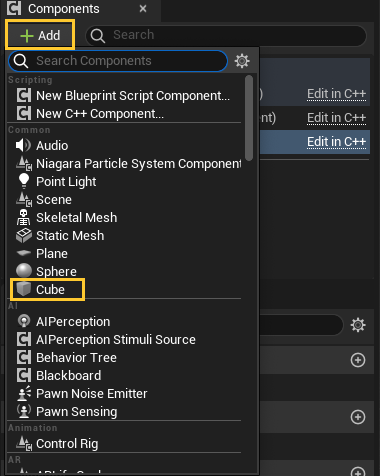 Components
Add
Search
Search Components
Scripting
New Blueprint Script Component...
New C++ Component...
Edit in C++
Common
Edit in C++
Audio
Edit in C++
Niagara Particle System Component
Point Light
Scene
Skeletal Mesh
Static Mesh
Plane
Sphere
Cube
AI
AIPerception
AIPerception Stimuli Source
Behavior Tree
Blackboard
Pawn Noise Emitter
Pawn Sensing
Animation
Control Rig
AR